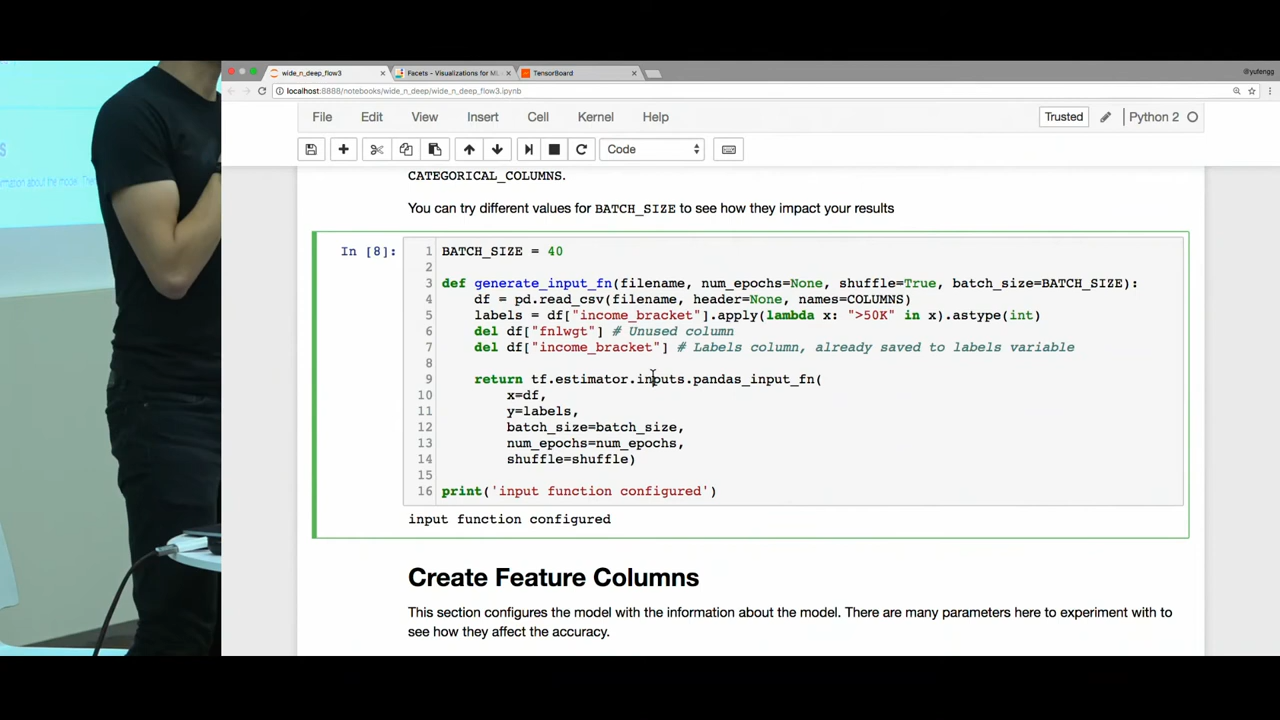 wide_n_deep_flow3
Facets - Visualizations for ML
TensorBoard
@yufengg
localhost:8888/notebooks/wide_n_deep/wide_n_deep_flow3.ipynb
File Edit View Insert Cell Kernel Help Trusted Python 2
Code
CATEGORICAL_COLUMNS.
You can try different values for BATCH_SIZE to see how they impact your results
In [8]:
1 BATCH_SIZE = 40
2
3 def generate_input_fn(filename, num_epochs=None, shuffle=True, batch_size=BATCH_SIZE):
4 df = pd.read_csv(filename, header=None, names=COLUMNS)
5 labels = df["income_bracket"].apply(lambda x: ">50K" in x).astype(int)
6 del df["fnlwgt"] # Unused column
7 del df["income_bracket"] # Labels column, already saved to labels variable
8
9 return tf.estimator.inputs.pandas_input_fn(
10 x=df,
11 y=labels,
12 batch_size=batch_size,
13 num_epochs=num_epochs,
14 shuffle=shuffle)
15
16 print('input function configured')
input function configured
Create Feature Columns
This section configures the model with the information about the model. There are many parameters here to experiment with to
see how they affect the accuracy.